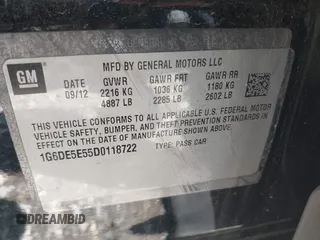 GM
MFD BY GENERAL MOTORS LLC
DATE GVWR GAWR FRT GAWR RR
09/12 2216 KG 1036 KG 1180 KG
4887 LB 2285 LB 2602 LB
THIS VEHICLE CONFORMS TO ALL APPLICABLE U.S. FEDERAL MOTOR
VEHICLE SAFETY, BUMPER, AND THEFT PREVENTION STANDARDS IN
EFFECT ON THE DATE OF MANUFACTURE SHOWN ABOVE.
1G6DE5E55D0118722 TYPE: PASS CAR
DREAMBID